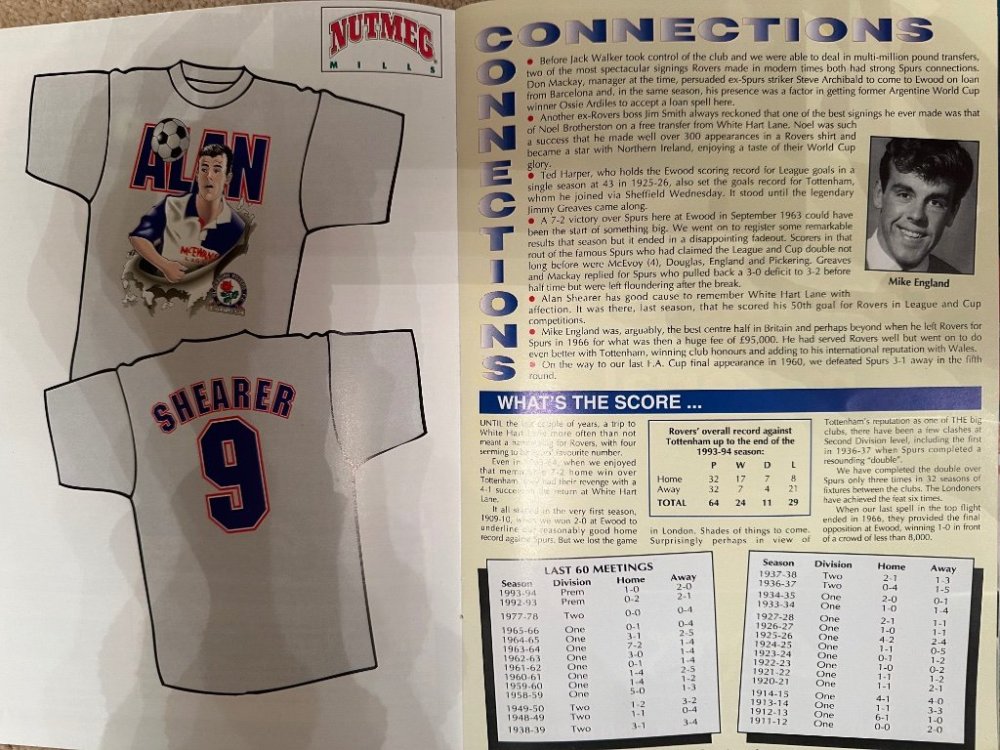 NUTMEG
MILLS
ALAN
McEWAN'S
SHEARER
9
CONNECTIONS
CONNECTIONS
• Before Jack Walker took control of the club and we were able to deal in multi-million pound transfers,
two of the most spectacular signings Rovers made in modern times both had strong Spurs connections.
Don Mackay, manager at the time, persuaded ex-Spurs striker Steve Archibald to come to Ewood on loan
from Barcelona and, in the same season, his presence was a factor in getting former Argentine World Cup
winner Ossie Ardiles to accept a loan spell here.
• Another ex-Rovers boss Jim Smith always reckoned that one of the best signings he ever made was that
of Noel Brotherston on a free transfer from White Hart Lane. Noel was such
a success that he made well over 300 appearances in a Rovers shirt and
became a star with Northern Ireland, enjoying a taste of their World Cup
glory.
• Ted Harper, who holds the Ewood scoring record for League goals in a
single season at 43 in 1925-26, also set the goals record for Tottenham,
whom he joined via Sheffield Wednesday. It stood until the legendary
Jimmy Greaves came along.
• A 7-2 victory over Spurs here at Ewood in September 1963 could have
been the start of something big. We went on to register some remarkable
results that season but it ended in a disappointing fadeout. Scorers in that
rout of the famous Spurs who had claimed the League and Cup double not
long before were McEvoy (4), Douglas, England and Pickering. Greaves
and Mackay replied for Spurs who pulled back a 3-0 deficit to 3-2 before
half time but were left floundering after the break.
Mike England
• Alan Shearer has good cause to remember White Hart Lane with
affection. It was there, last season, that he scored his 50th goal for Rovers in League and Cup
competitions.
• Mike England was, arguably, the best centre half in Britain and perhaps beyond when he left Rovers for
Spurs in 1966 for what was then a huge fee of £95,000. He had served Rovers well but went on to do
even better with Tottenham, winning club honours and adding to his international reputation with Wales.
• On the way to our last F.A. Cup final appearance in 1960, we defeated Spurs 3-1 away in the fifth
round.
WHAT'S THE SCORE ...
UNTIL the couple of years, a trip to
White Hart Lane more often than not
meant a for Rovers, with four
seeming to be favourite number.
Even in when we enjoyed
that 7-2 home win over
Tottenham, had their revenge with a
4-1 success in the return at White Hart
Lane.
It all started in the very first season,
1909-10, when we won 2-0 at Ewood to
underline our reasonably good home
record against Spurs. But we lost the game
Rovers' overall record against
Tottenham up to the end of the
1993-94 season:
P W D L
Home 32 17 7 8
Away 32 7 4 21
TOTAL 64 24 11 29
in London. Shades of things to come.
Surprisingly perhaps in view of
Tottenham's reputation as one of THE big
clubs, there have been a few clashes at
Second Division level, including the first
in 1936-37 when Spurs completed a
resounding "double".
We have completed the double over
Spurs only three times in 32 seasons of
fixtures between the clubs. The Londoners
have achieved the feat six times.
When our last spell in the top flight
ended in 1966, they provided the final
opposition at Ewood, winning 1-0 in front
of a crowd of less than 8,000.
LAST 60 MEETINGS
Season Division Home Away
1993-94 Prem 1-0 2-0
1992-93 Prem 0-2 2-1
1977-78 Two 0-0 0-4
1965-66 One 0-1 0-4
1964-65 One 3-1 2-5
1963-64 One 7-2 1-4
1962-63 One 3-0 1-4
1961-62 One 0-1 1-4
1960-61 One 1-4 2-5
1959-60 One 1-4 1-2
1958-59 One 5-0 1-3
1949-50 Two 1-2 3-2
1948-49 Two 1-1 0-4
1938-39 Two 3-1 3-4
Season Division Home Away
1937-38 Two 2-1 1-3
1936-37 Two 0-4 1-5
1934-35 One 2-0 0-1
1933-34 One 1-0 1-4
1927-28 One 2-1 1-1
1926-27 One 1-0 1-1
1925-26 One 4-2 2-4
1924-25 One 1-1 0-5
1923-24 One 0-1 1-2
1922-23 One 1-0 0-2
1921-22 One 1-1 1-2
1920-21 One 1-1 2-1
1914-15 One 4-1 4-0
1913-14 One 1-1 3-3
1912-13 One 6-1 1-0
1911-12 One 0-0 2-0